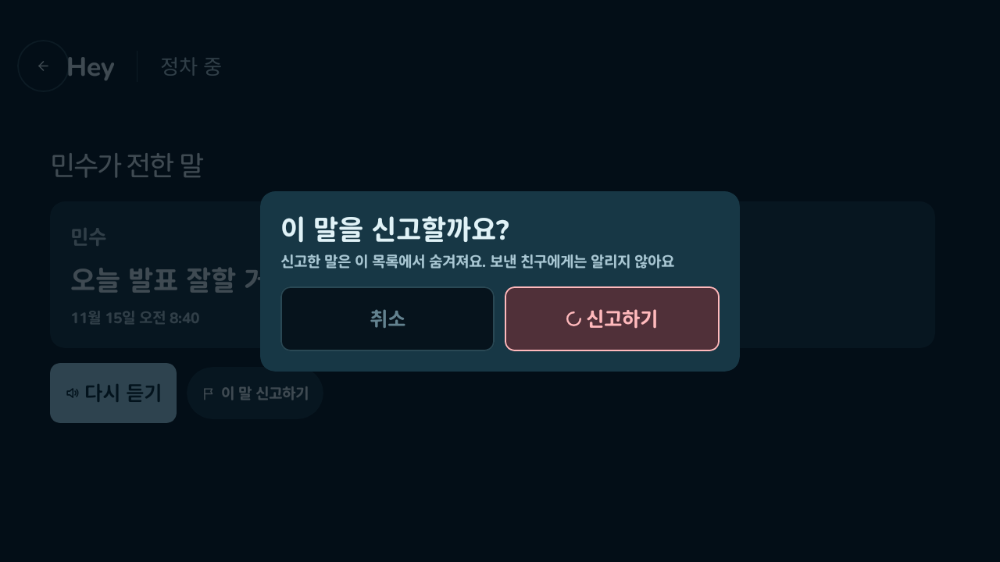 Hey
정차 중
민수가 전한 말
민수
오늘 발표 잘할
11월 15일 오전 8:40
다시 듣기
이 말 신고하기
이 말을 신고할까요?
신고한 말은 이 목록에서 숨겨져요. 보낸 친구에게는 알리지 않아요
취소
신고하기